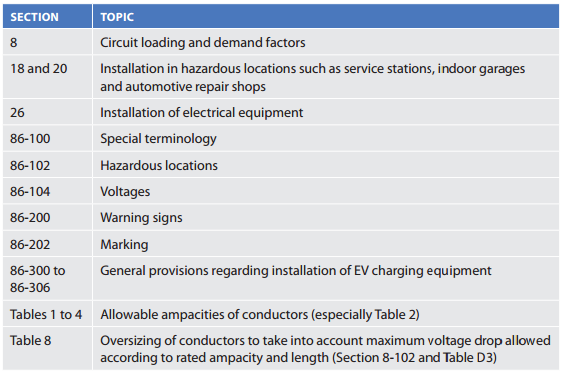 SECTION TOPIC
8 Circuit loading and demand factors
18 and 20 Installation in hazardous locations such as service stations, indoor garages
and automotive repair shops
26 Installation of electrical equipment
86-100 Special terminology
86-102 Hazardous locations
86-104 Voltages
86-200 Warning signs
86-202 Marking
86-300 to General provisions regarding installation of EV charging equipment
86-306
Tables 1 to 4 Allowable ampacities of conductors (especially Table 2)
Table 8 Oversizing of conductors to take into account maximum voltage drop allowed
according to rated ampacity and length (Section 8-102 and Table D3)